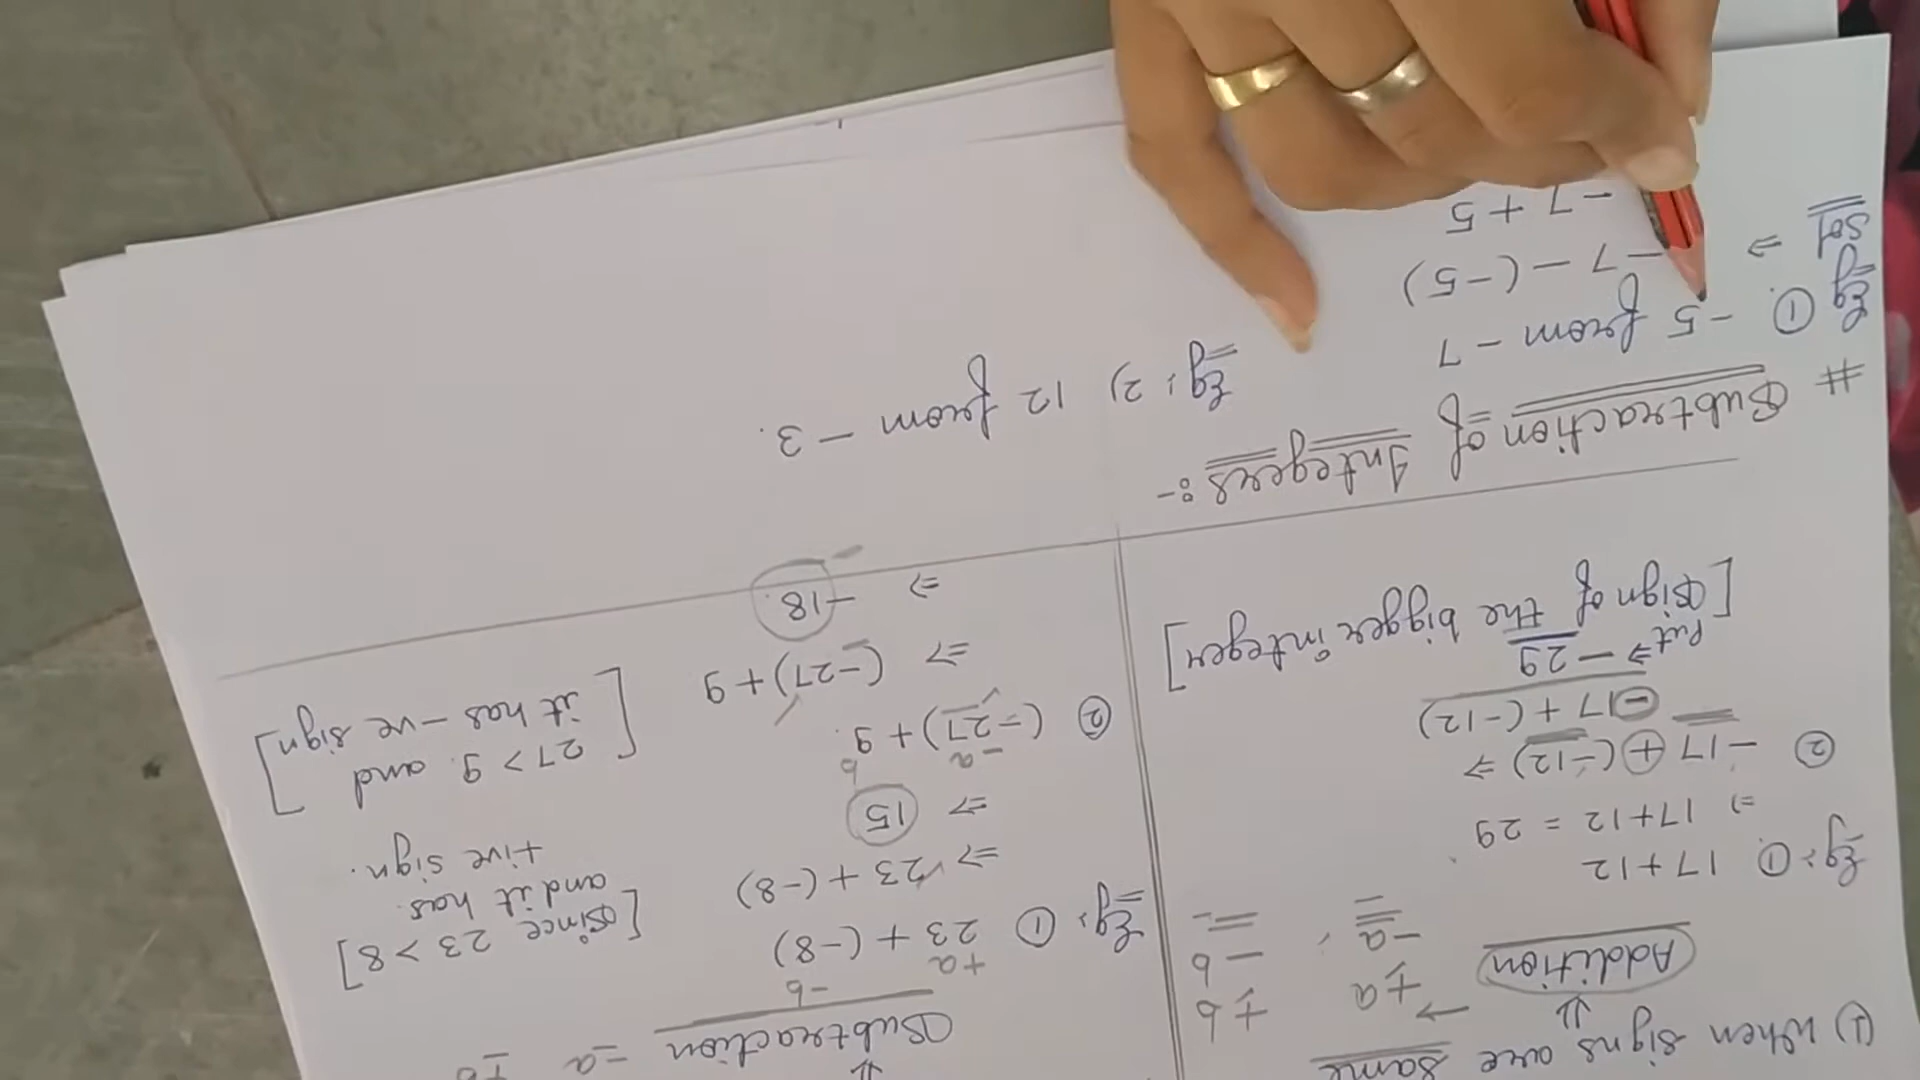 (1) When signs are same
⇓
Addition → +a +b
-a, -b
Eg:① 17+12
⇒ 17+12 = 29
② -17 + (-12) ⇒
-17 + (-12)
Put ⇒ -29
[Sign of the bigger integer]
⇓
Subtraction -a +b
+a -b
Eg:① 23 + (-8)
⇒ 23 + (-8)
[Since 23 > 8]
and it has
+ive sign.
⇒ 15
-a b
② (-27) + 9.
⇒ (-27) + 9
[27 > 9. and
it has -ve sign]
⇒ -18.
# Subtraction of Integers:-
Eg ①. -5 from -7
Sol ⇒ -7 - (-5)
-7 + 5
Eg: 2) 12 from -3.